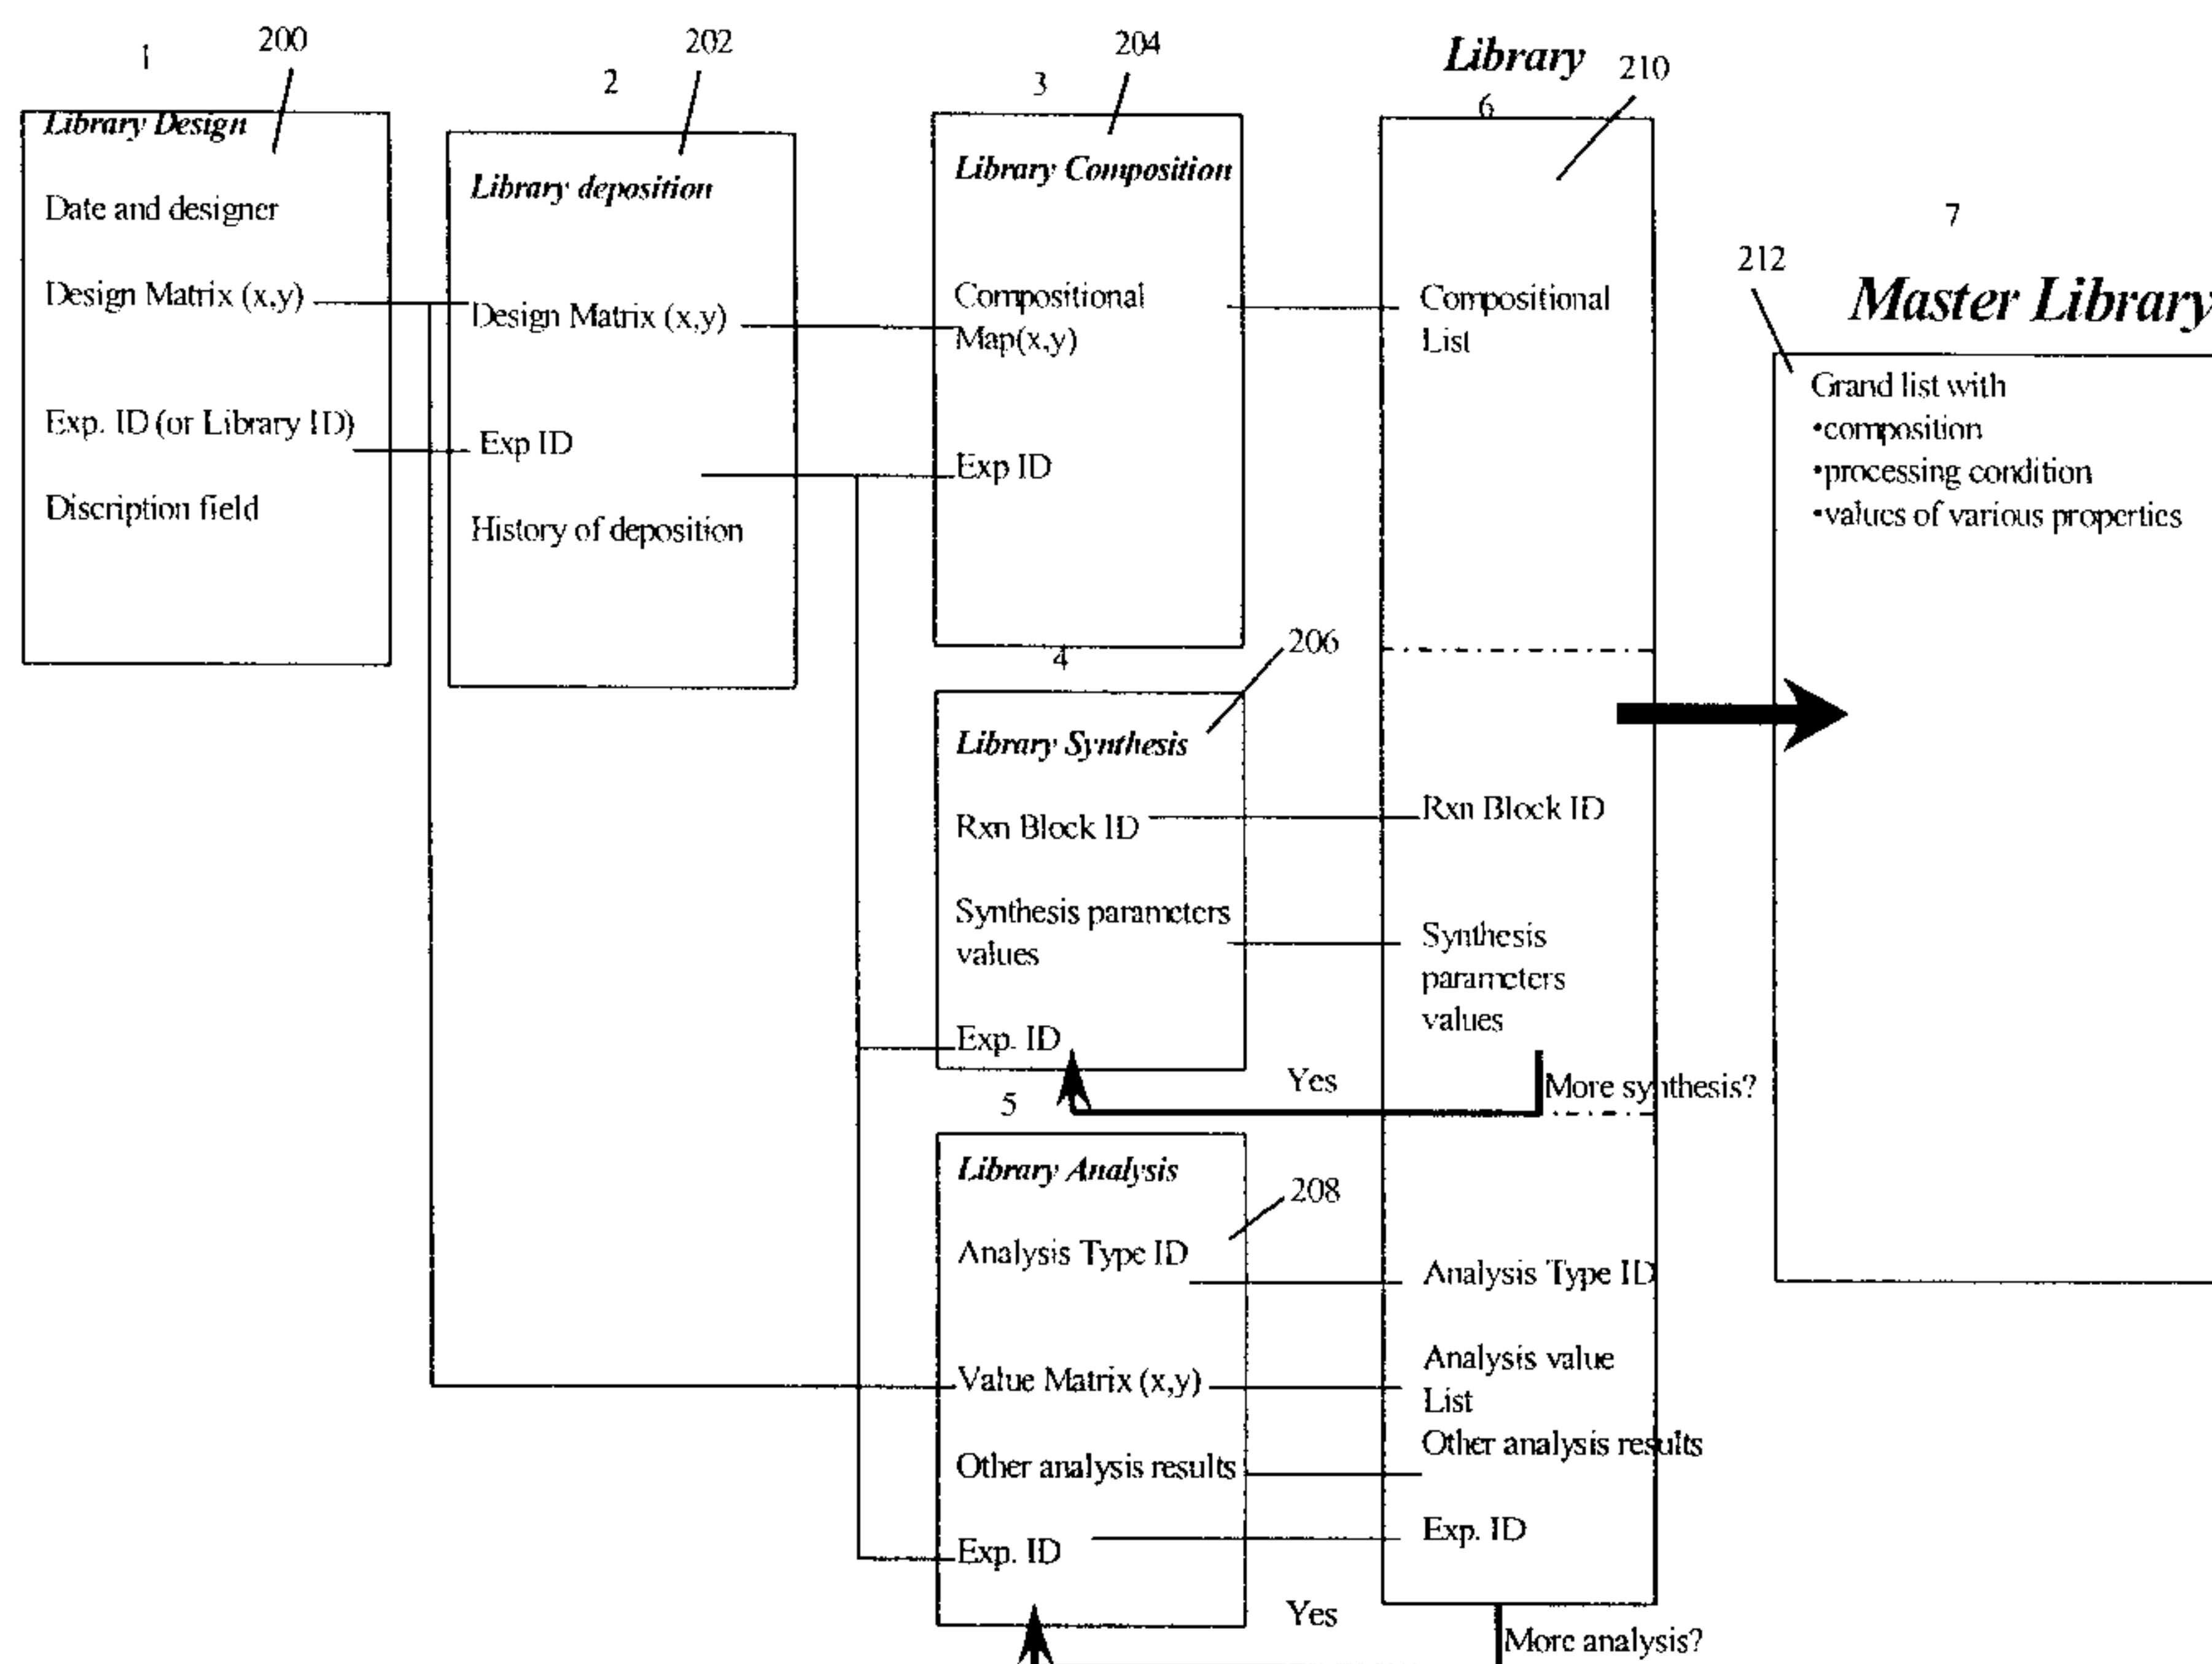 1
200
Library Design
Date and designer
Design Matrix (x,y)
Exp. ID (or Library ID)
Discription field
2
202
Library deposition
Design Matrix (x,y)
Exp ID
History of deposition
3
204
Library Composition
Compositional
Map(x,y)
Exp ID
4
206
Library Synthesis
Rxn Block ID
Synthesis parameters
values
Exp. ID
5
Library Analysis
208
Analysis Type ID
Value Matrix (x,y)
Other analysis results
Exp. ID
Library
210
6
Compositional
List
Rxn Block ID
Synthesis
parameters
values
Yes
More synthesis?
Analysis Type ID
Analysis value
List
Other analysis results
Exp. ID
Yes
More analysis?
7
212
Master Library
Grand list with
•composition
•processing condition
•values of various properties